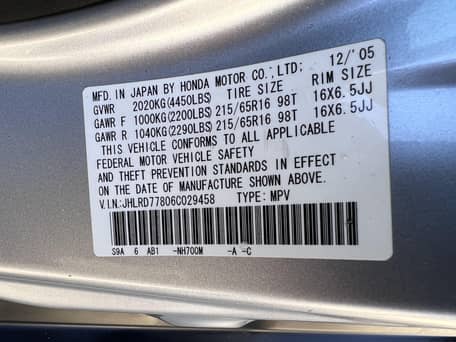 MFD. IN JAPAN BY HONDA MOTOR CO., LTD: 12/'05
GVWR 2020KG(4450LBS) TIRE SIZE RIM SIZE
GAWR F 1000KG(2200LBS) 215/65R16 98T 16X6.5JJ
GAWR R 1040KG(2290LBS) 215/65R16 98T 16X6.5JJ
THIS VEHICLE CONFORMS TO ALL APPLICABLE
FEDERAL MOTOR VEHICLE SAFETY
AND THEFT PREVENTION STANDARDS IN EFFECT
ON THE DATE OF MANUFACTURE SHOWN ABOVE.
V.I.N:JHLRD77806C029458 TYPE: MPV
S9A 6 AB1 -NH700M -A -C